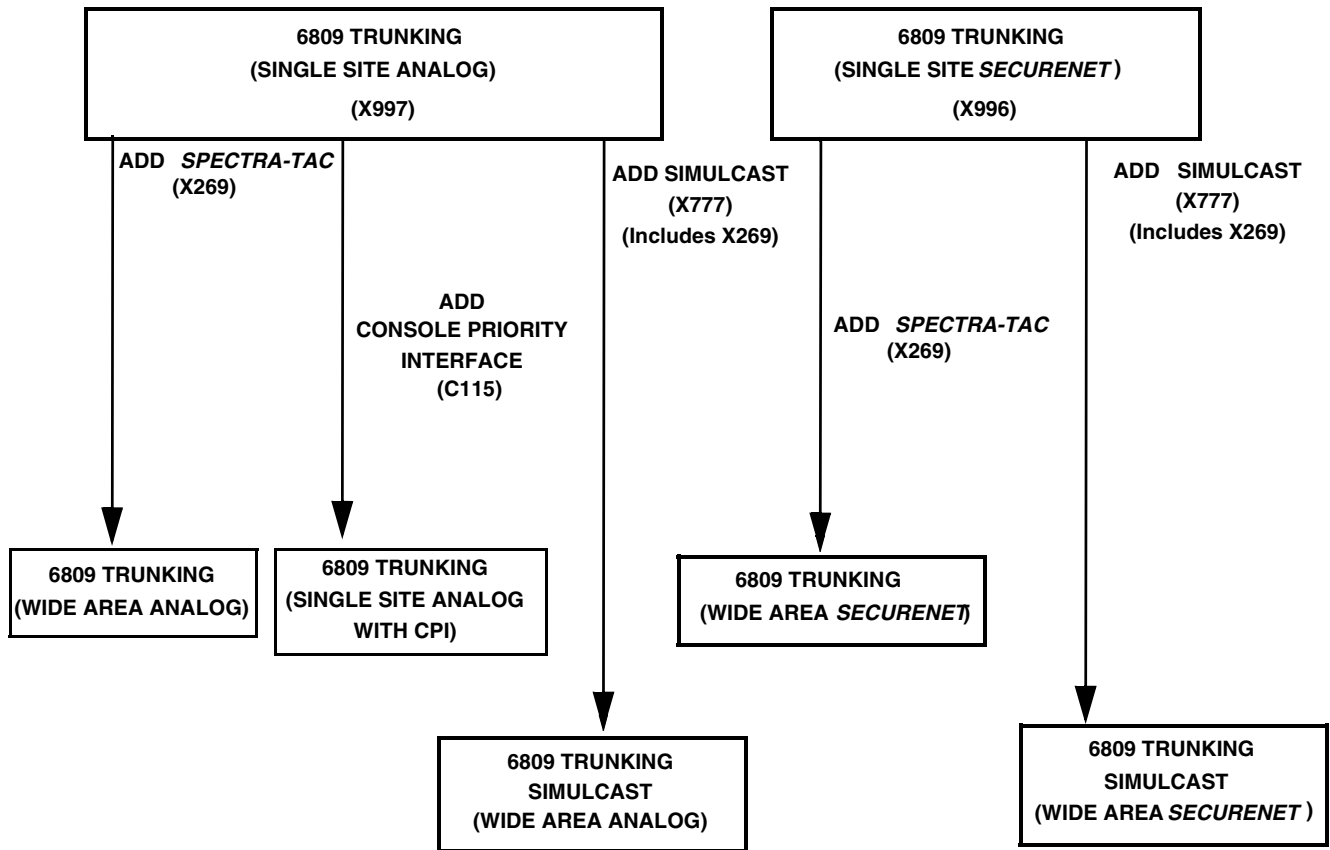 6809 TRUNKING
(SINGLE SITE ANALOG)
(X997)
6809 TRUNKING
(SINGLE SITE SECURENET )
(X996)
ADD SPECTRA-TAC
(X269)
ADD
CONSOLE PRIORITY
INTERFACE
(C115)
ADD SIMULCAST
(X777)
(Includes X269)
ADD SPECTRA-TAC
(X269)
ADD SIMULCAST
(X777)
(Includes X269)
6809 TRUNKING
(WIDE AREA ANALOG)
6809 TRUNKING
(SINGLE SITE ANALOG
WITH CPI)
6809 TRUNKING
(WIDE AREA SECURENET)
6809 TRUNKING
SIMULCAST
(WIDE AREA ANALOG)
6809 TRUNKING
SIMULCAST
(WIDE AREA SECURENET )